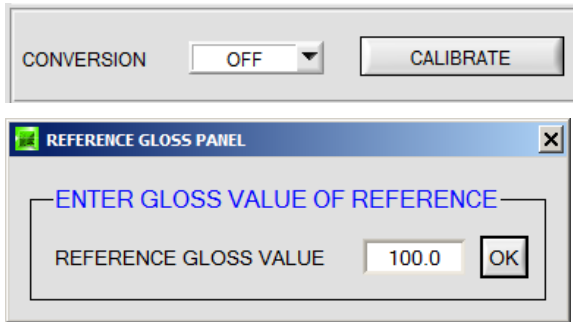 CONVERSION OFF CALIBRATE
REFERENCE GLOSS PANEL
ENTER GLOSS VALUE OF REFERENCE
REFERENCE GLOSS VALUE 100.0 OK